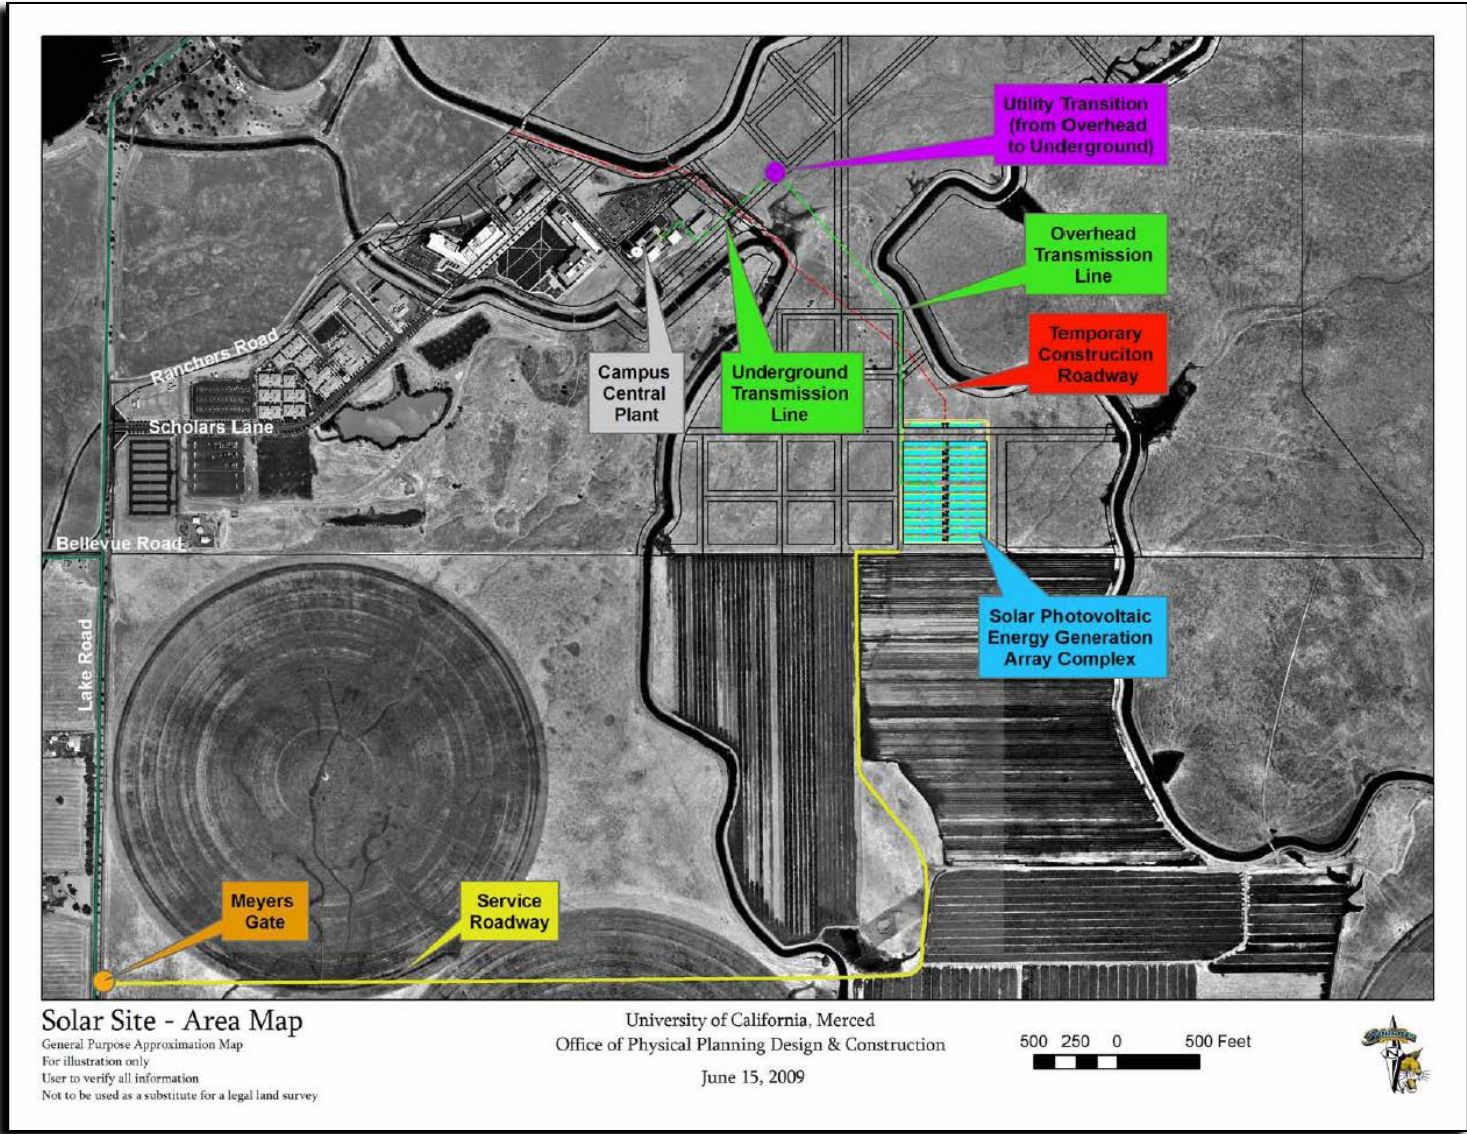 Utility Transition
(from Overhead
to Underground)
Overhead
Transmission
Line
Temporary
Construciton
Roadway
Campus
Central
Plant
Underground
Transmission
Line
Ranchers Road
Scholars Lane
Bellevue Road
Lake Road
Solar Photovoltaic
Energy Generation
Array Complex
Meyers
Gate
Service
Roadway
Solar Site - Area Map
General Purpose Approximation Map
For illustration only
User to verify all information
Not to be used as a substitute for a legal land survey
University of California, Merced
Office of Physical Planning Design & Construction
June 15, 2009
500 250 0 500 Feet